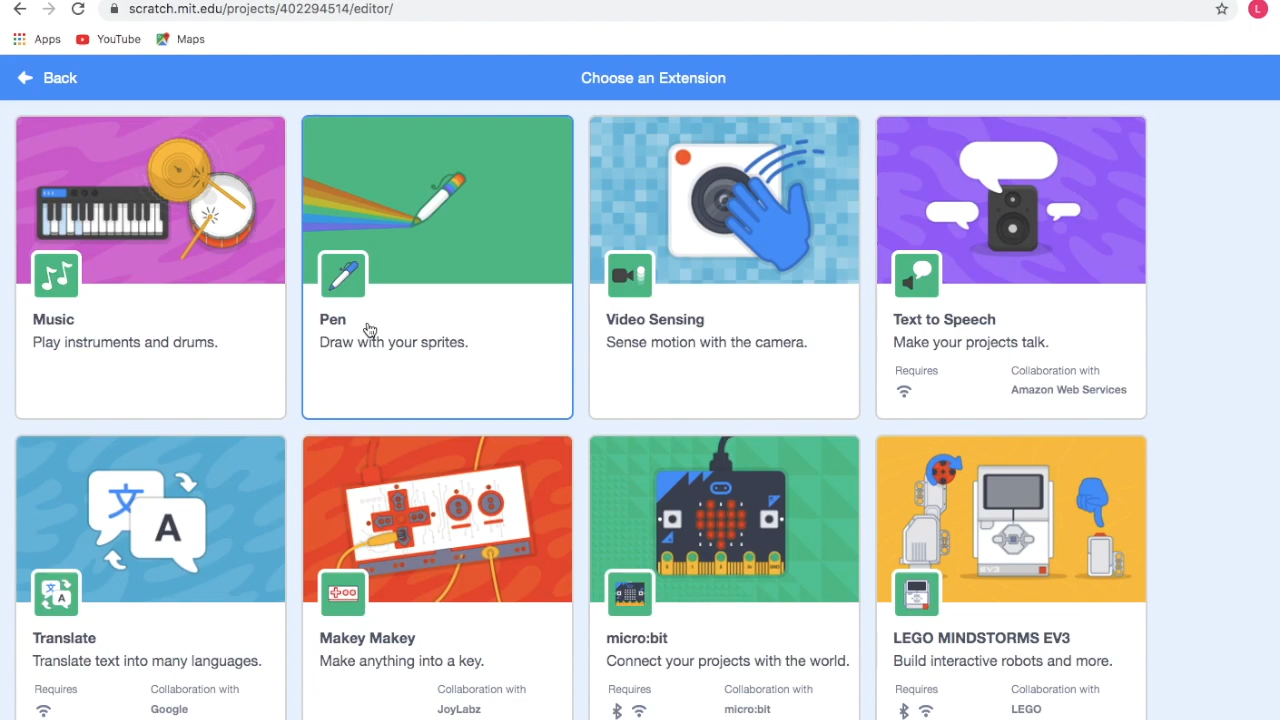 scratch.mit.edu/projects/402294514/editor/
L
Apps YouTube Maps
Back
Choose an Extension
Music
Play instruments and drums.
Pen
Draw with your sprites.
Video Sensing
Sense motion with the camera.
Text to Speech
Make your projects talk.
Requires
Collaboration with
Amazon Web Services
文 A
文 A
Translate
Translate text into many languages.
Requires
Collaboration with
Google
Makey Makey
Make anything into a key.
Collaboration with
JoyLabz
micro:bit
Connect your projects with the world.
Requires
Collaboration with
micro:bit
EV3
LEGO MINDSTORMS EV3
Build interactive robots and more.
Requires
Collaboration with
LEGO